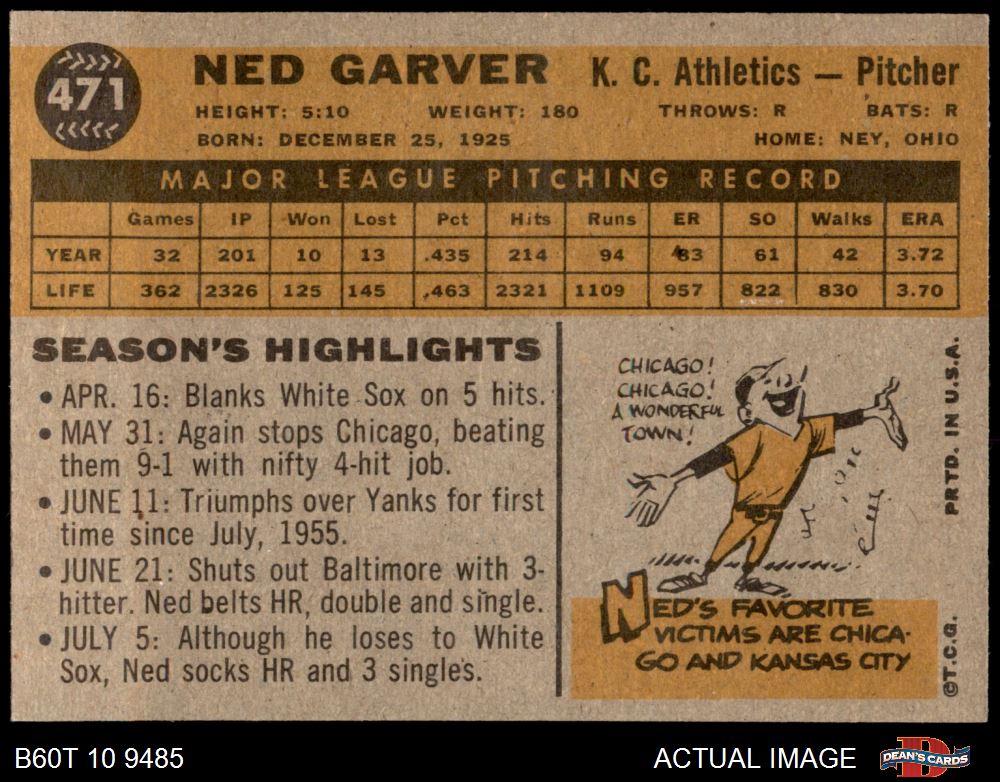 471
NED GARVER K. C. Athletics — Pitcher
HEIGHT: 5:10 WEIGHT: 180 THROWS: R BATS: R
BORN: DECEMBER 25, 1925 HOME: NEY, OHIO
MAJOR LEAGUE PITCHING RECORD
Games IP Won Lost Pct Hits Runs ER SO Walks ERA
YEAR 32 201 10 13 .435 214 94 83 61 42 3.72
LIFE 362 2326 125 145 .463 2321 1109 957 822 830 3.70
SEASON'S HIGHLIGHTS
• APR. 16: Blanks White Sox on 5 hits.
• MAY 31: Again stops Chicago, beating
them 9-1 with nifty 4-hit job.
• JUNE 11: Triumphs over Yanks for first
time since July, 1955.
• JUNE 21: Shuts out Baltimore with 3-
hitter. Ned belts HR, double and single.
• JULY 5: Although he loses to White
Sox, Ned socks HR and 3 singles.
CHICAGO!
CHICAGO!
A WONDERFUL
TOWN!
NED'S FAVORITE
VICTIMS ARE CHICA-
GO AND KANSAS CITY
PRTD. IN U.S.A.
©T.C.G.
B60T 10 9485 ACTUAL IMAGE
DEAN'S CARDS